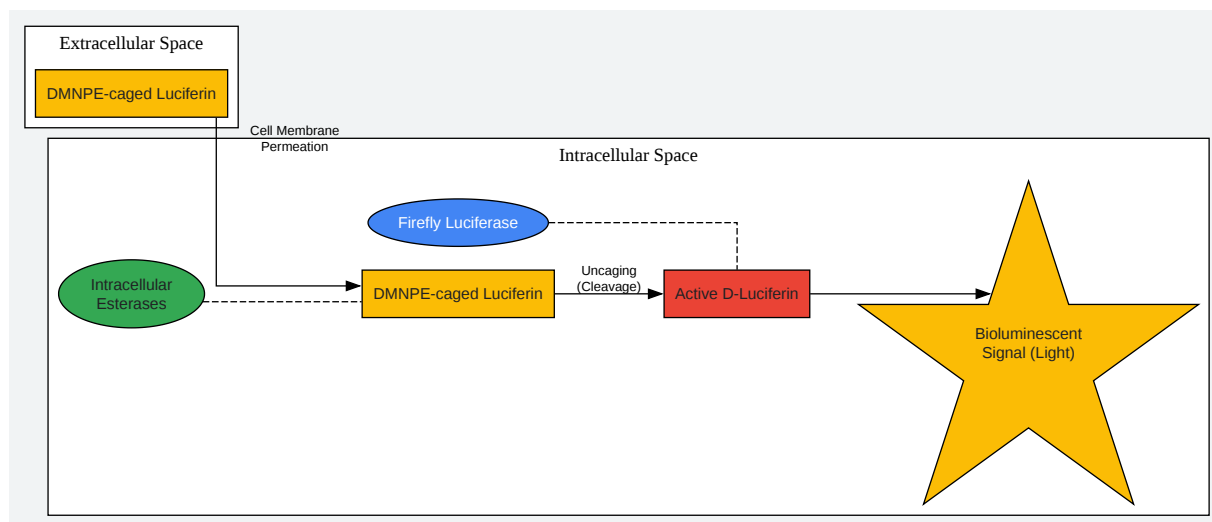 Extracellular Space
DMNPE-caged Luciferin
Cell Membrane
Permeation
Intracellular Space
Firefly Luciferase
Intracellular
Esterases
DMNPE-caged Luciferin
Uncaging
(Cleavage)
Active D-Luciferin
Bioluminescent
Signal (Light)